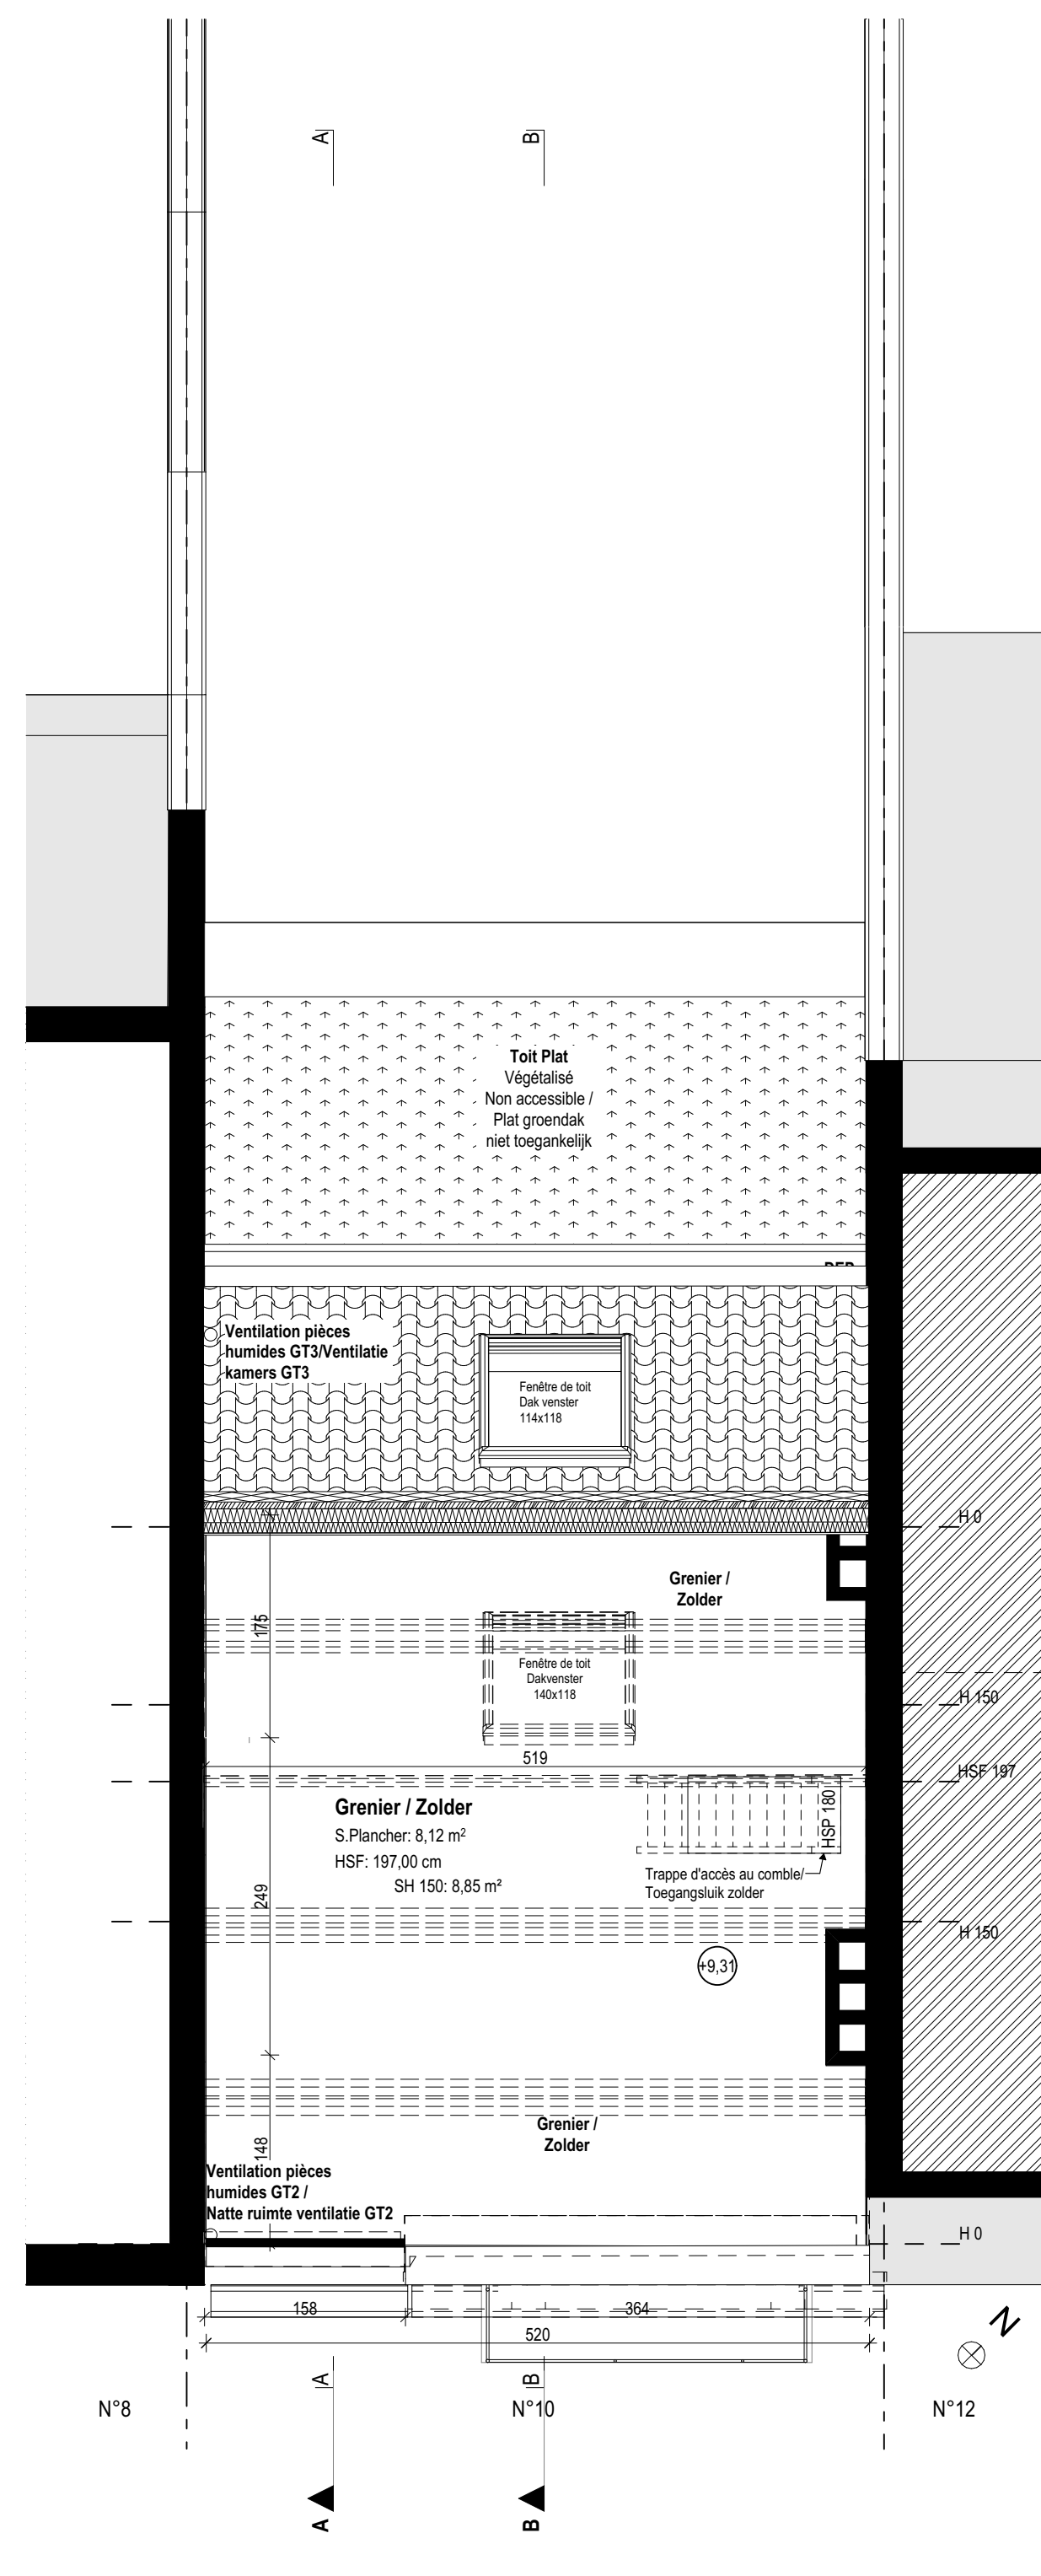 A
B
Toit Plat
Végétalisé
Non accessible /
Plat groendak
niet toegankelijk
Ventilation pièces
humides GT3/Ventilatie
kamers GT3
Fenêtre de toit
Dak venster
114x118
H 0
Grenier /
Zolder
175
Fenêtre de toit
Dakvenster
140x118
H 150
519
HSF 197
Grenier / Zolder
S.Plancher: 8,12 m²
HSF: 197,00 cm
SH 150: 8,85 m²
HSP 180
Trappe d'accès au comble/
Toegangsluik zolder
249
H 150
+9,31
Grenier /
Zolder
148
Ventilation pièces
humides GT2 /
Natte ruimte ventilatie GT2
H 0
158
364
520
N
A
B
N°8
N°10
N°12
A
B